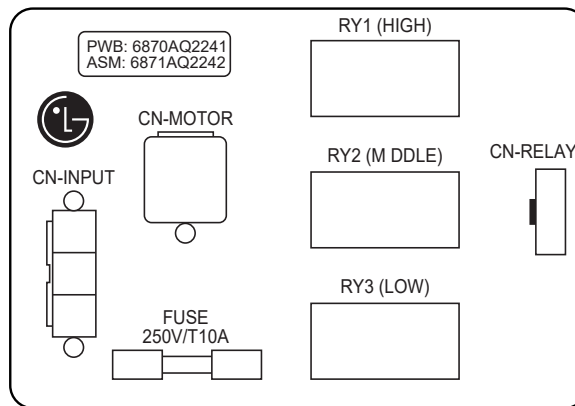 PWB: 6870AQ2241
ASM: 6871AQ2242
RY1 (HIGH)
CN-MOTOR
RY2 (M DDLE)
CN-RELAY
CN-INPUT
RY3 (LOW)
FUSE
250V/T10A
LG